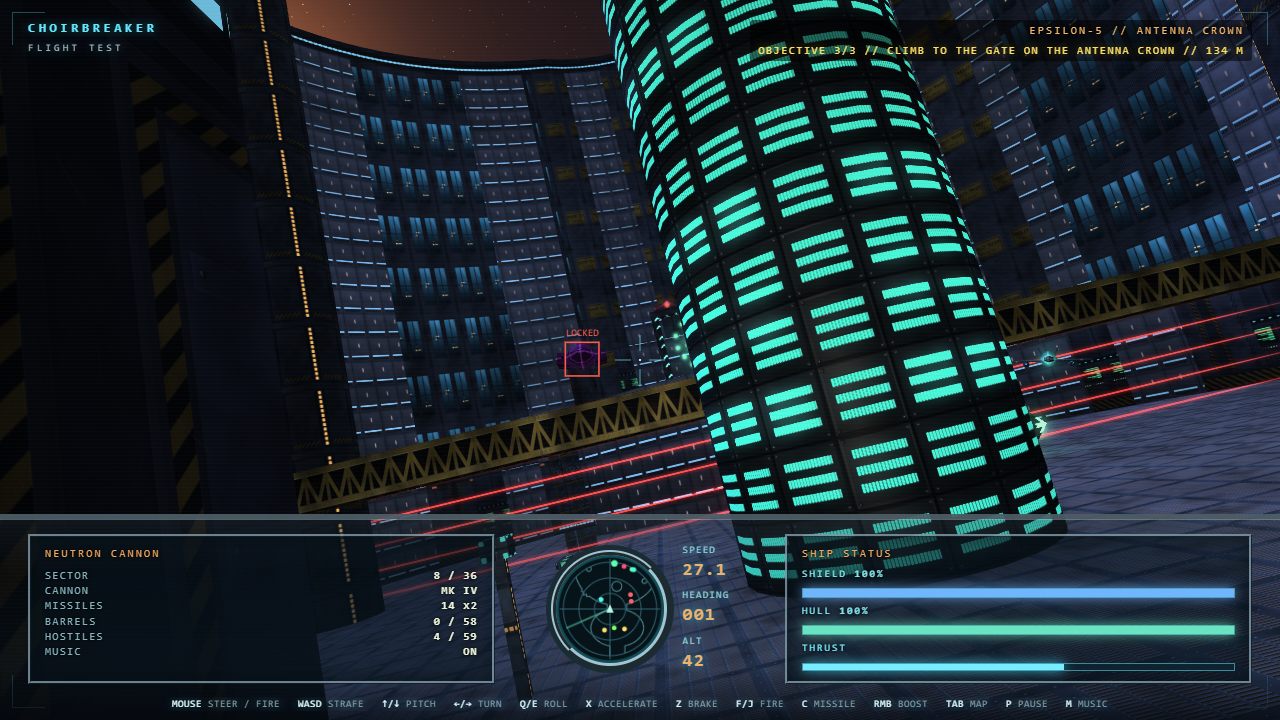 CHOIRBREAKER
FLIGHT TEST
EPSILON-5 // ANTENNA CROWN
OBJECTIVE 3/3 // CLIMB TO THE GATE ON THE ANTENNA CROWN // 134 M
LOCKED
NEUTRON CANNON
SECTOR 8 / 36
CANNON MK IV
MISSILES 14 x2
BARRELS 0 / 58
HOSTILES 4 / 59
MUSIC ON
SPEED
27.1
HEADING
001
ALT
42
SHIP STATUS
SHIELD 100%
HULL 100%
THRUST
MOUSE STEER / FIRE WASD STRAFE ↑/↓ PITCH ←/→ TURN Q/E ROLL X ACCELERATE Z BRAKE F/J FIRE C MISSILE RMB BOOST TAB MAP P PAUSE M MUSIC